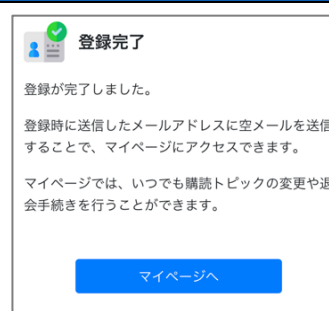 登録完了
登録が完了しました。
登録時に送信したメールアドレスに空メールを送信
することで、マイページにアクセスできます。
マイページでは、いつでも購読トピックの変更や退
会手続きを行うことができます。
マイページへ